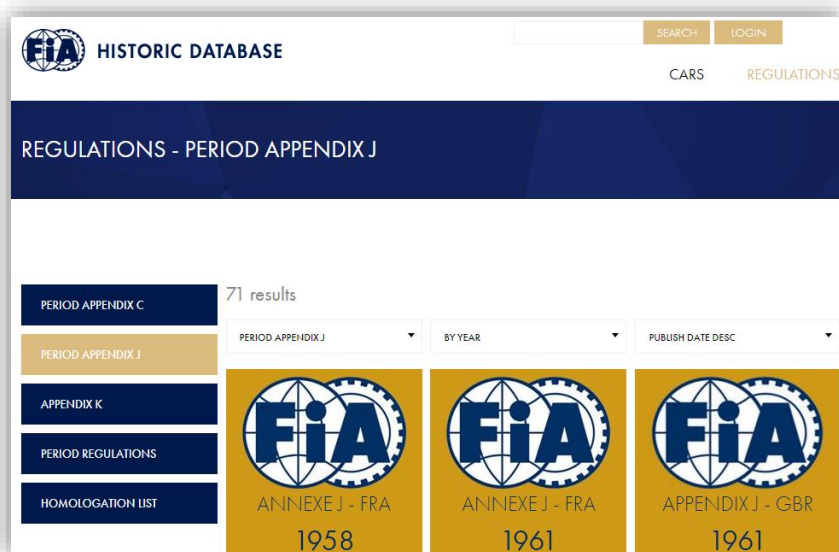 SEARCH LOGIN
FiA HISTORIC DATABASE
CARS REGULATIONS
REGULATIONS - PERIOD APPENDIX J
PERIOD APPENDIX C
PERIOD APPENDIX J
APPENDIX K
PERIOD REGULATIONS
HOMOLOGATION LIST
71 results
PERIOD APPENDIX J BY YEAR PUBLISH DATE DESC
FiA FiA FiA
ANNEXE J - FRA ANNEXE J - FRA APPENDIX J - GBR
1958 1961 1961